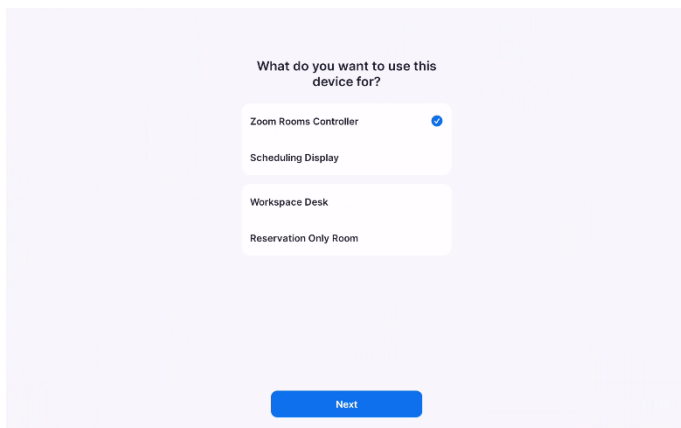 What do you want to use this
device for?
Zoom Rooms Controller
Scheduling Display
Workspace Desk
Reservation Only Room
Next